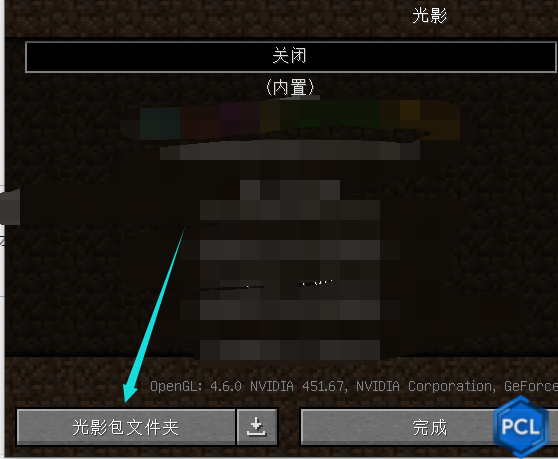 光影
关闭
(内置)
OpenGL: 4.6.0 NVIDIA 451.67, NVIDIA Corporation, GeForce
光影包文件夹
完成
PCL